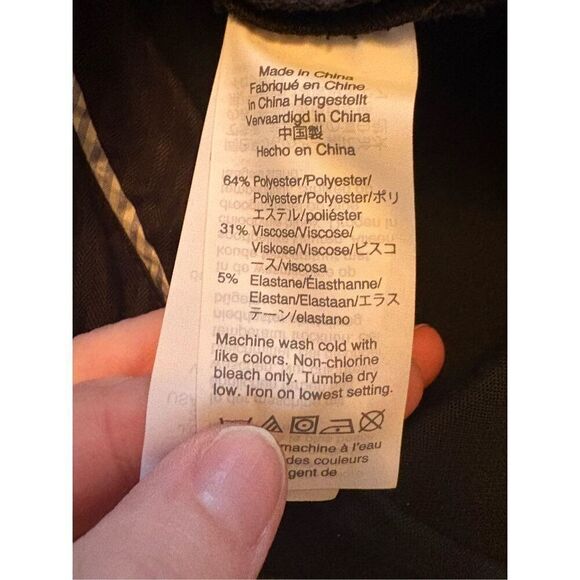 Made in China
Fabriqué en Chine
in China Hergestellt
Vervaardigd in China
中国製
Hecho en China
64% Polyester/Polyester/
Polyester/Polyester/ポリ
エステル/poliéster
31% Viscose/Viscose/
Viskose/Viscose/ビスコ
ース/viscosa
5% Elastane/Élasthanne/
Elastan/Elastaan/エラス
テーン/elastano
Machine wash cold with
like colors. Non-chlorine
bleach only. Tumble dry
low. Iron on lowest setting.
machine à l'eau
des couleurs
gent de